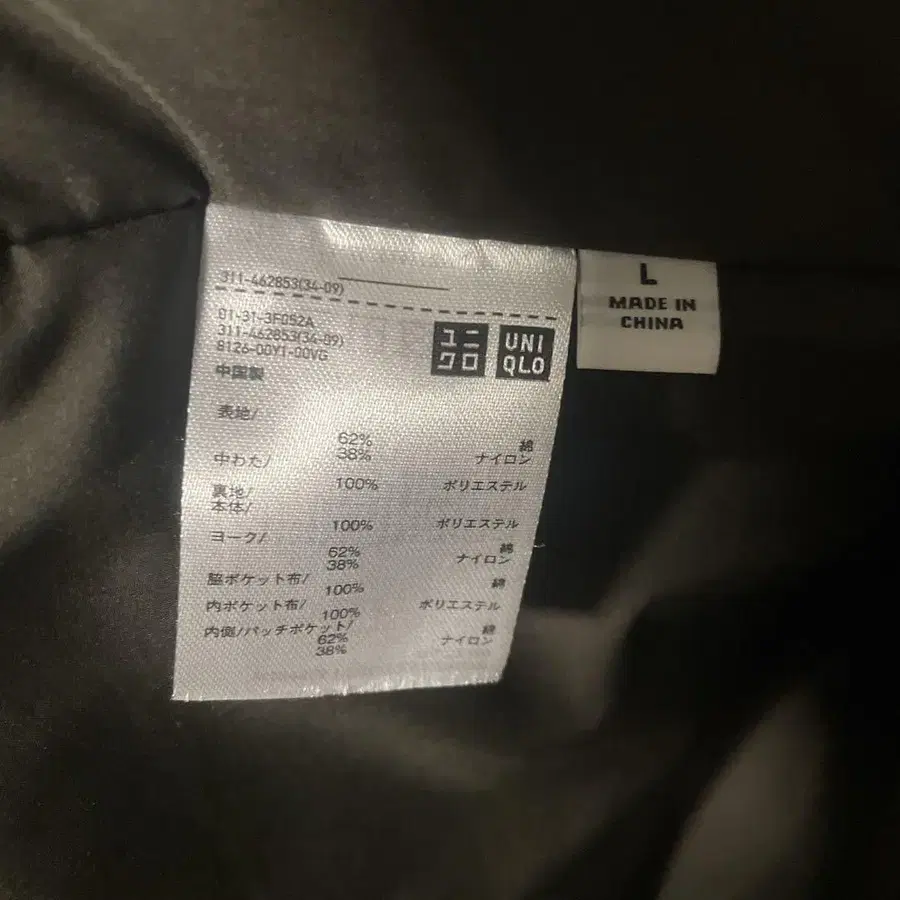 311-462853(34-09)
01-31-3F052A
311-462853(34-09)
8126-00Y1-00VG
中国製
ユニ
クロ
UNI
QLO
L
MADE IN
CHINA
表地/
62% 綿
38% ナイロン
中わた/
100% ポリエステル
裏地/
本体/
100% ポリエステル
ヨーク/
62% 綿
38% ナイロン
脇ポケット布/
100% 綿
内ポケット布/
100% ポリエステル
内側/パッチポケット/
62% 綿
38% ナイロン